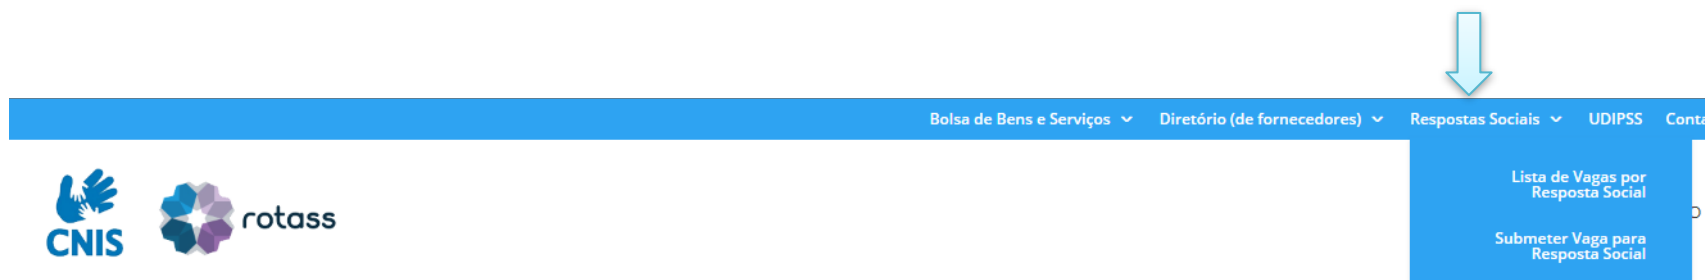 Bolsa de Bens e Serviços Diretório (de fornecedores) Respostas Sociais UDIPSS
Lista de Vagas por
Resposta Social
Submeter Vaga para
Resposta Social
CNIS
rotass